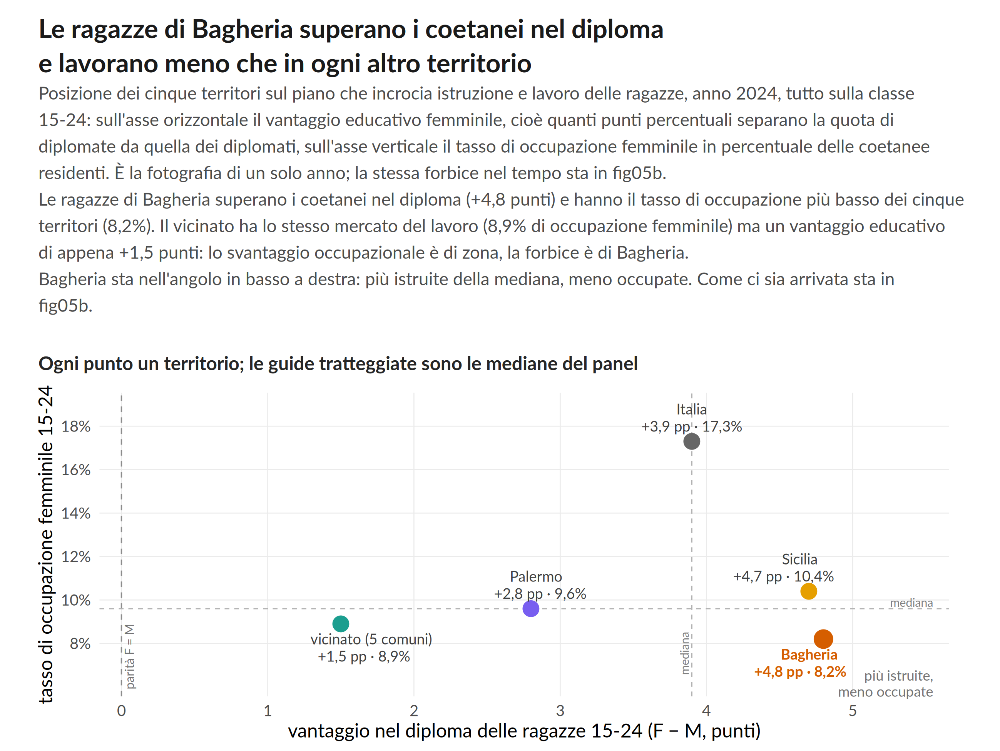 Le ragazze di Bagheria superano i coetanei nel diploma
e lavorano meno che in ogni altro territorio
Posizione dei cinque territori sul piano che incrocia istruzione e lavoro delle ragazze, anno 2024, tutto sulla classe
15-24: sull'asse orizzontale il vantaggio educativo femminile, cioè quanti punti percentuali separano la quota di
diplomate da quella dei diplomati, sull'asse verticale il tasso di occupazione femminile in percentuale delle coetanee
residenti. È la fotografia di un solo anno; la stessa forbice nel tempo sta in fig05b.
Le ragazze di Bagheria superano i coetanei nel diploma (+4,8 punti) e hanno il tasso di occupazione più basso dei cinque
territori (8,2%). Il vicinato ha lo stesso mercato del lavoro (8,9% di occupazione femminile) ma un vantaggio educativo
di appena +1,5 punti: lo svantaggio occupazionale è di zona, la forbice è di Bagheria.
Bagheria sta nell'angolo in basso a destra: più istruite della mediana, meno occupate. Come ci sia arrivata sta in
fig05b.
Ogni punto un territorio; le guide tratteggiate sono le mediane del panel
tasso di occupazione femminile 15-24
18%
16%
14%
12%
10%
8%
Italia
+3,9 pp · 17,3%
Sicilia
+4,7 pp · 10,4%
Palermo
+2,8 pp · 9,6%
mediana
vicinato (5 comuni)
+1,5 pp · 8,9%
parità F = M
mediana
Bagheria
+4,8 pp · 8,2%
più istruite,
meno occupate
0
1
2
3
4
5
vantaggio nel diploma delle ragazze 15-24 (F − M, punti)